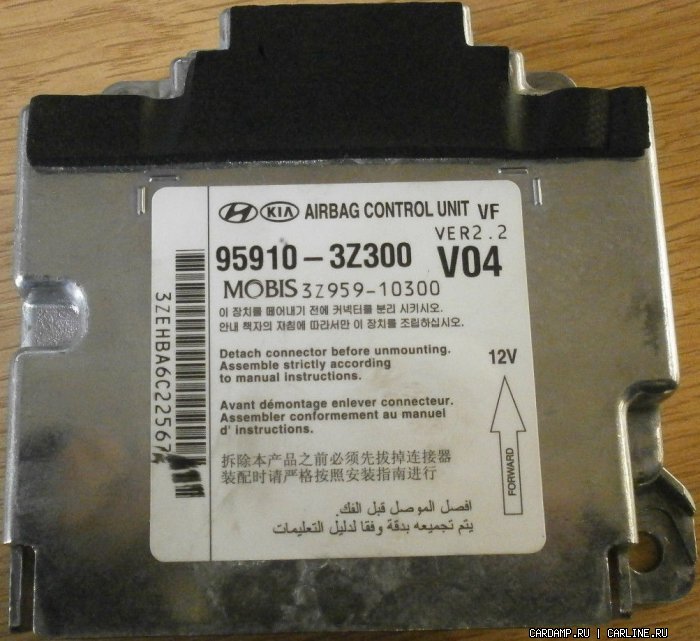 KIA AIRBAG CONTROL UNIT VF
VER2.2
95910-3Z300 V04
MOBIS 3Z959-10300
이 장치를 떼어내기 전에 커넥터를 분리 시키시오.
안내 책자의 지침에 따라서만 이 장치를 조립하십시오.
Detach connector before unmounting.
Assemble strictly according
to manual instructions.
12V
Avant démontage enlever connecteur.
Assembler conformement au manuel
d' instructions.
FORWARD
拆除本产品之前必须先拔掉连接器
装配时请严格按照安装指南进行
افصل الموصل قبل الفك.
يتم تجميعه بدقة وفقا لدليل التعليمات
3ZEHBA6C22567
CARDAMP.RU | CARLINE.RU